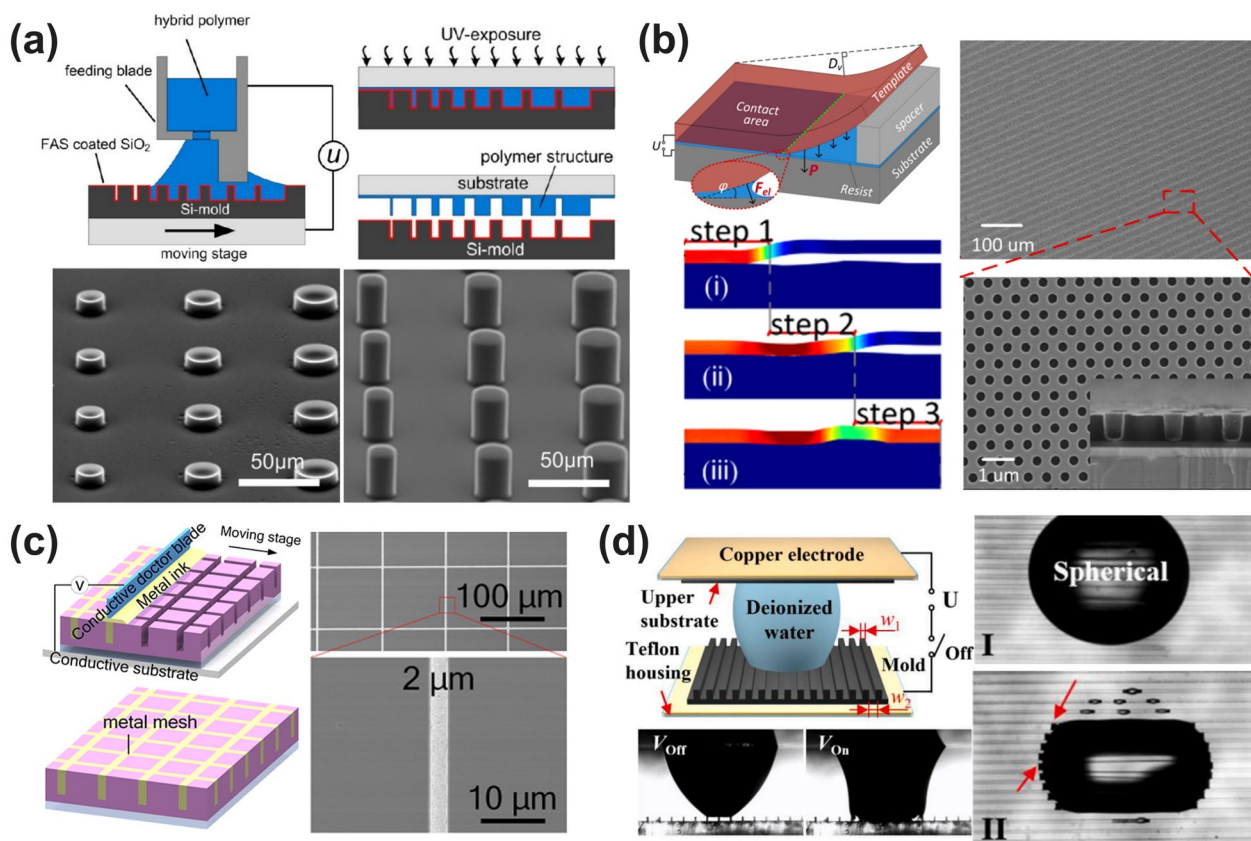 (a)
hybrid polymer
feeding blade
FAS coated SiO2
u
Si-mold
moving stage
UV-exposure
polymer structure
substrate
Si-mold
50μm
50μm
(b)
Dv
Template
Contact
area
spacer
U
Substrate
P
Resist
φ
Fel
step 1
(i)
step 2
(ii)
step 3
(iii)
100 um
1 um
(c)
Moving stage
Conductive doctor blade
Metal ink
V
Conductive substrate
metal mesh
100 μm
2 μm
10 μm
(d)
Copper electrode
Upper
substrate
Deionized
water
U
w1
Off
Teflon
housing
Mold
w2
VOff
VOn
Spherical
I
II